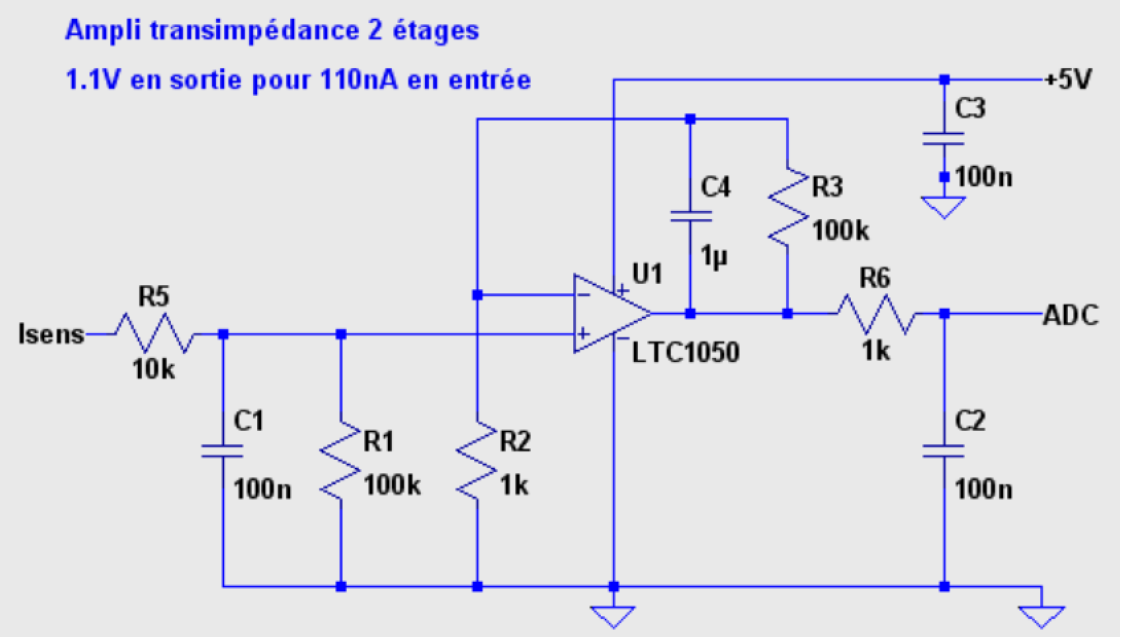 Ampli transimpédance 2 étages
1.1V en sortie pour 110nA en entrée
+5V
C3
100n
C4
1µ
R3
100k
U1
+
−
+
−
LTC1050
R6
1k
ADC
R5
Isens
10k
C1
100n
R1
100k
R2
1k
C2
100n